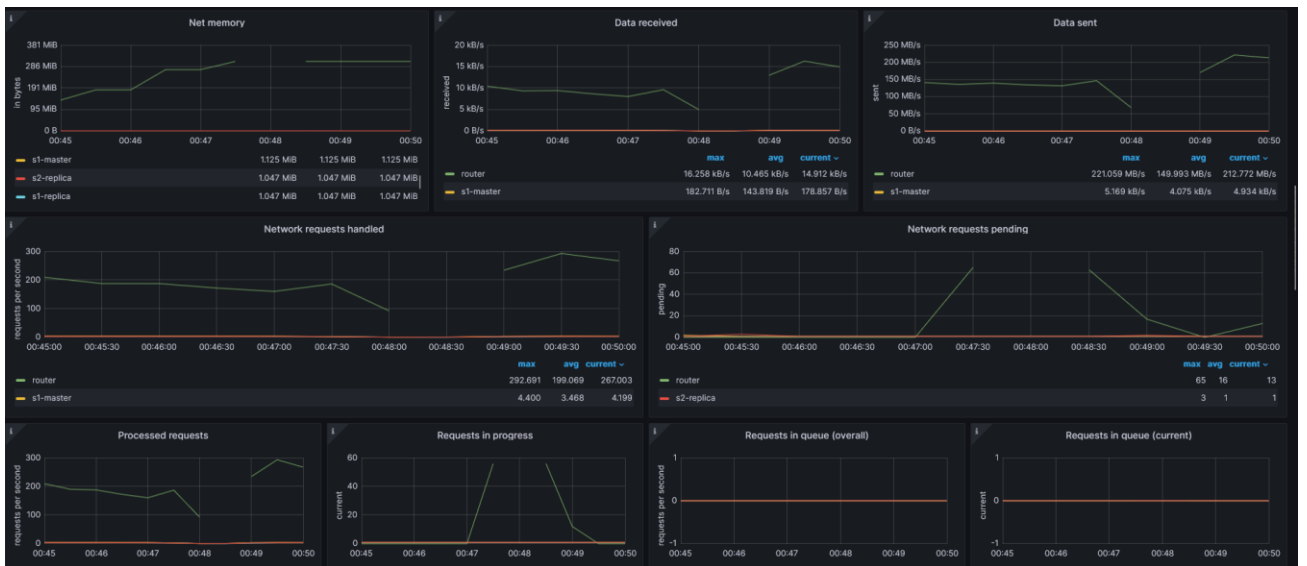 Net memory
381 MiB
286 MiB
191 MiB
95 MiB
0 B
in bytes
00:45 00:46 00:47 00:48 00:49 00:50
s1-master 1.125 MiB 1.125 MiB 1.125 MiB
s2-replica 1.047 MiB 1.047 MiB 1.047 MiB
s1-replica 1.047 MiB 1.047 MiB 1.047 MiB
Data received
20 kB/s
15 kB/s
10 kB/s
5 kB/s
0 B/s
received
00:45 00:46 00:47 00:48 00:49 00:50
max avg current
router 16.258 kB/s 10.465 kB/s 14.912 kB/s
s1-master 182.711 B/s 143.819 B/s 178.857 B/s
Data sent
250 MB/s
200 MB/s
150 MB/s
100 MB/s
50 MB/s
0 B/s
sent
00:45 00:46 00:47 00:48 00:49 00:50
max avg current
router 221.059 MB/s 149.993 MB/s 212.772 MB/s
s1-master 5.169 kB/s 4.075 kB/s 4.934 kB/s
Network requests handled
300
200
100
0
requests per second
00:45:00 00:45:30 00:46:00 00:46:30 00:47:00 00:47:30 00:48:00 00:48:30 00:49:00 00:49:30 00:50:00
max avg current
router 292.691 199.069 267.003
s1-master 4.400 3.468 4.199
Network requests pending
80
60
40
20
0
pending
00:45:00 00:45:30 00:46:00 00:46:30 00:47:00 00:47:30 00:48:00 00:48:30 00:49:00 00:49:30 00:50:00
max avg current
router 65 16 13
s2-replica 3 1 1
Processed requests
300
200
100
0
requests per second
00:45 00:46 00:47 00:48 00:49 00:50
Requests in progress
60
40
20
0
current
00:45 00:46 00:47 00:48 00:49 00:50
Requests in queue (overall)
1
0
-1
requests per second
00:45 00:46 00:47 00:48 00:49 00:50
Requests in queue (current)
1
0
-1
current
00:45 00:46 00:47 00:48 00:49 00:50